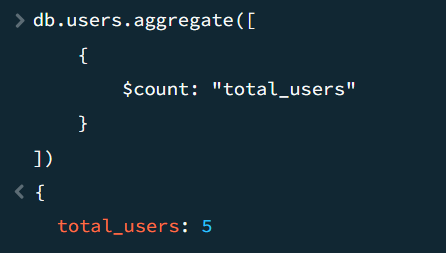 > db.users.aggregate([
{
$count: "total_users"
}
])
< {
total_users: 5